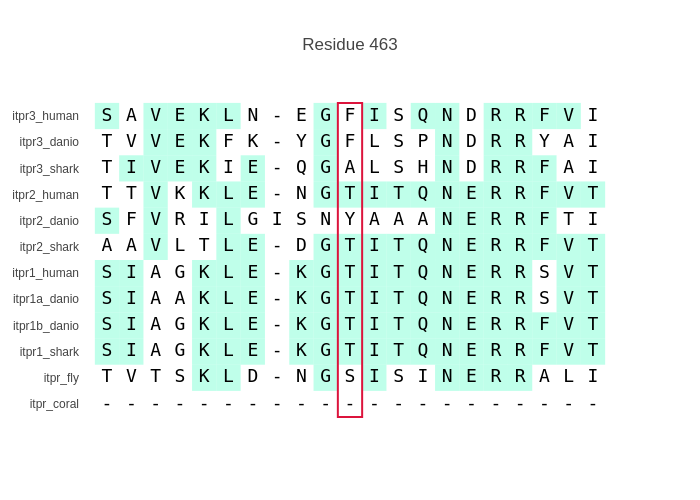 Residue 463
itpr3_human S A V E K L N - E G F I S Q N D R R F V I
itpr3_danio T V V E K F K - Y G F L S P N D R R Y A I
itpr3_shark T I V E K I E - Q G A L S H N D R R F A I
itpr2_human T T V K K L E - N G T I T Q N E R R F V T
itpr2_danio S F V R I L G I S N Y A A A N E R R F T I
itpr2_shark A A V L T L E - D G T I T Q N E R R F V T
itpr1_human S I A G K L E - K G T I T Q N E R R S V T
itpr1a_danio S I A A K L E - K G T I T Q N E R R S V T
itpr1b_danio S I A G K L E - K G T I T Q N E R R F V T
itpr1_shark S I A G K L E - K G T I T Q N E R R F V T
itpr_fly T V T S K L D - N G S I S I N E R R A L I
itpr_coral - - - - - - - - - - - - - - - - - - - - -